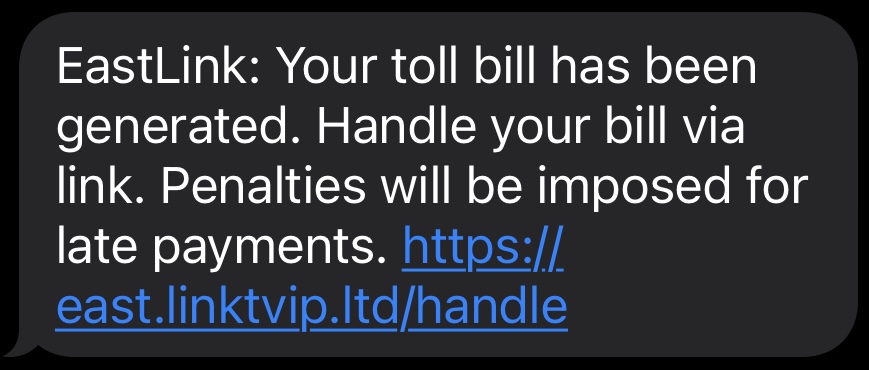 EastLink: Your toll bill has been
generated. Handle your bill via
link. Penalties will be imposed for
late payments. https://
east.linktvip.ltd/handle